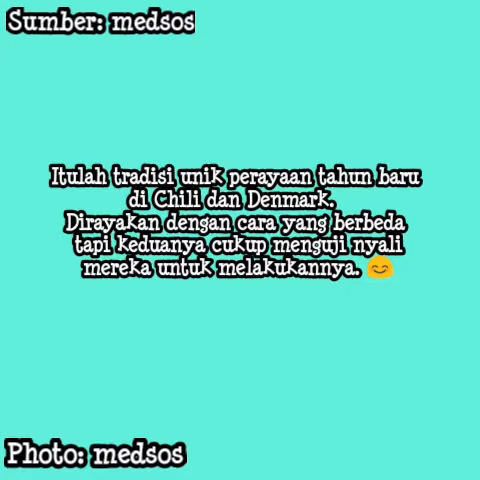 Sumber: medsos
Itulah tradisi unik perayaan tahun baru
di Chili dan Denmark.
Dirayakan dengan cara yang berbeda
tapi keduanya cukup menguji nyali
mereka untuk melakukannya. 😊
Photo: medsos